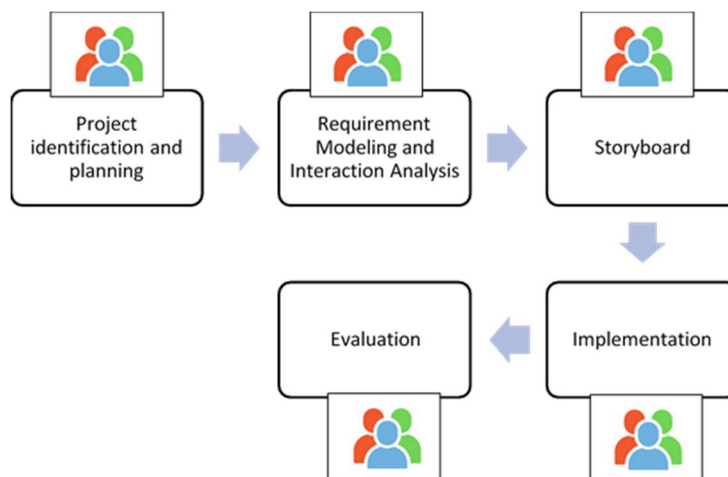 Project
identification and
planning
Requirement
Modeling and
Interaction Analysis
Storyboard
Implementation
Evaluation